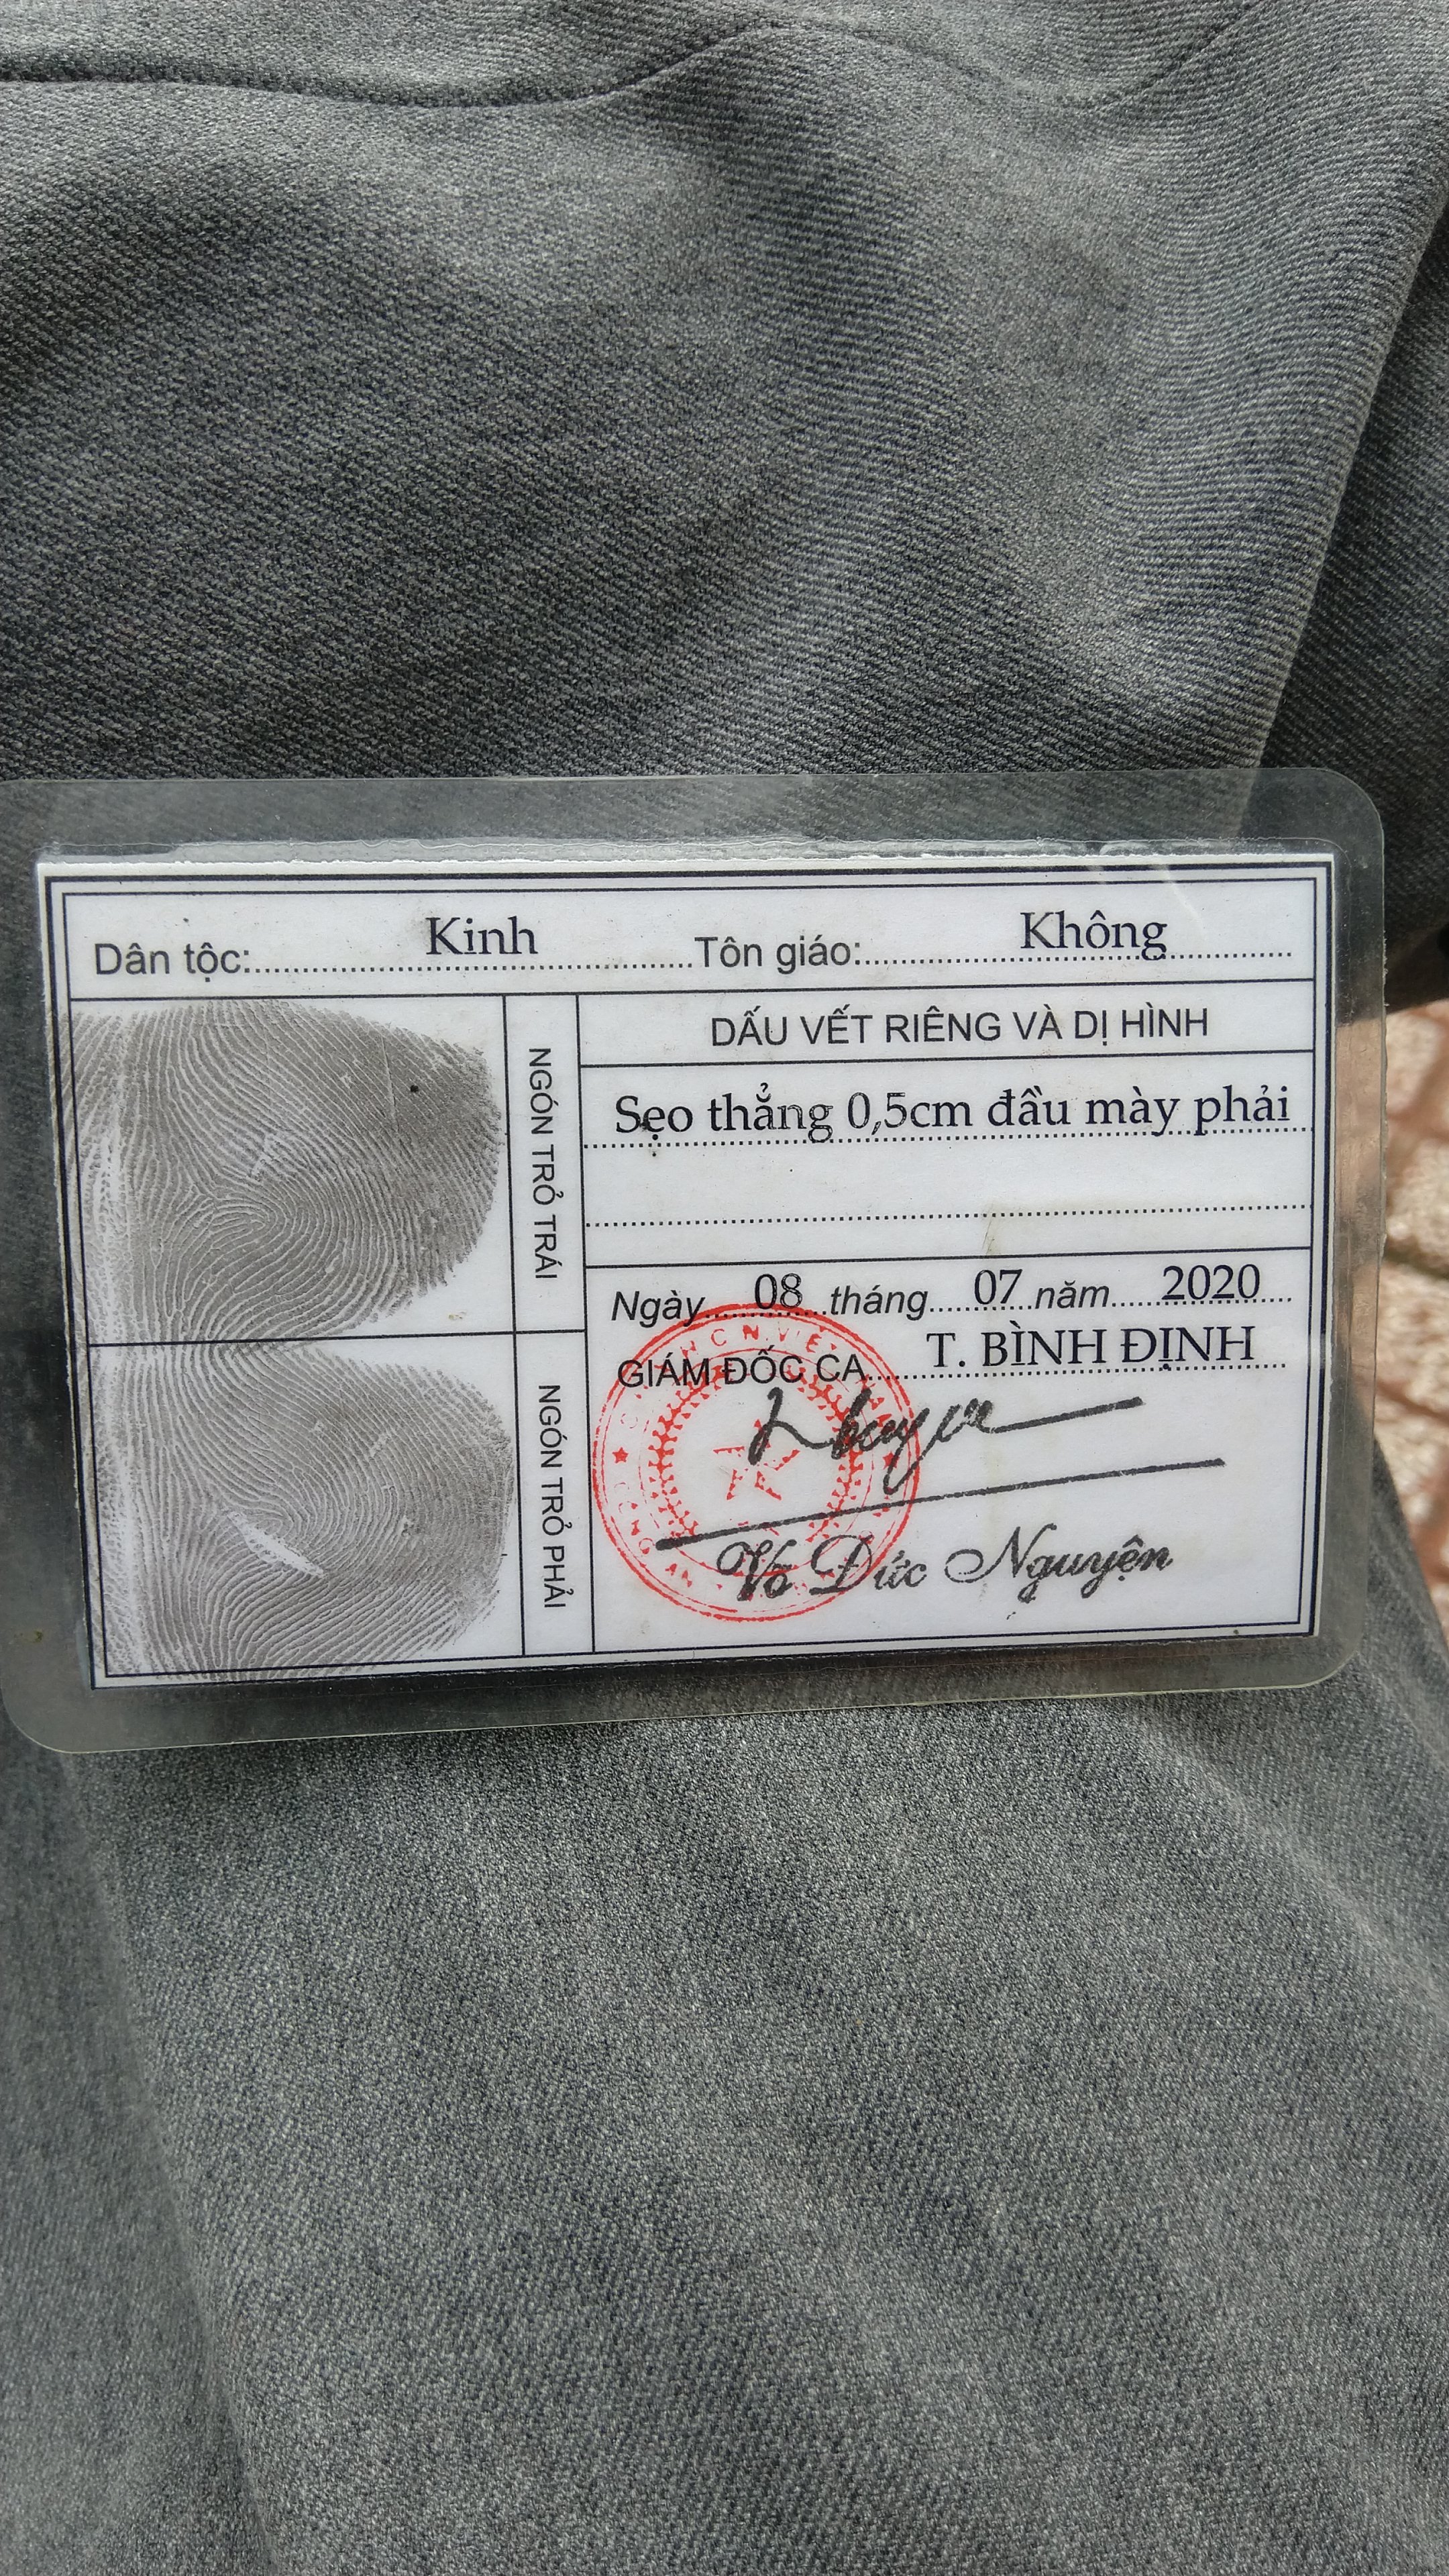 Dân tộc: Kinh Tôn giáo: Không
NGÓN TRỎ TRÁI
NGÓN TRỎ PHẢI
DẤU VẾT RIÊNG VÀ DỊ HÌNH
Sẹo thẳng 0,5cm đầu mày phải
Ngày 08 tháng 07 năm 2020
GIÁM ĐỐC CA T. BÌNH ĐỊNH
Võ Đức Nguyện